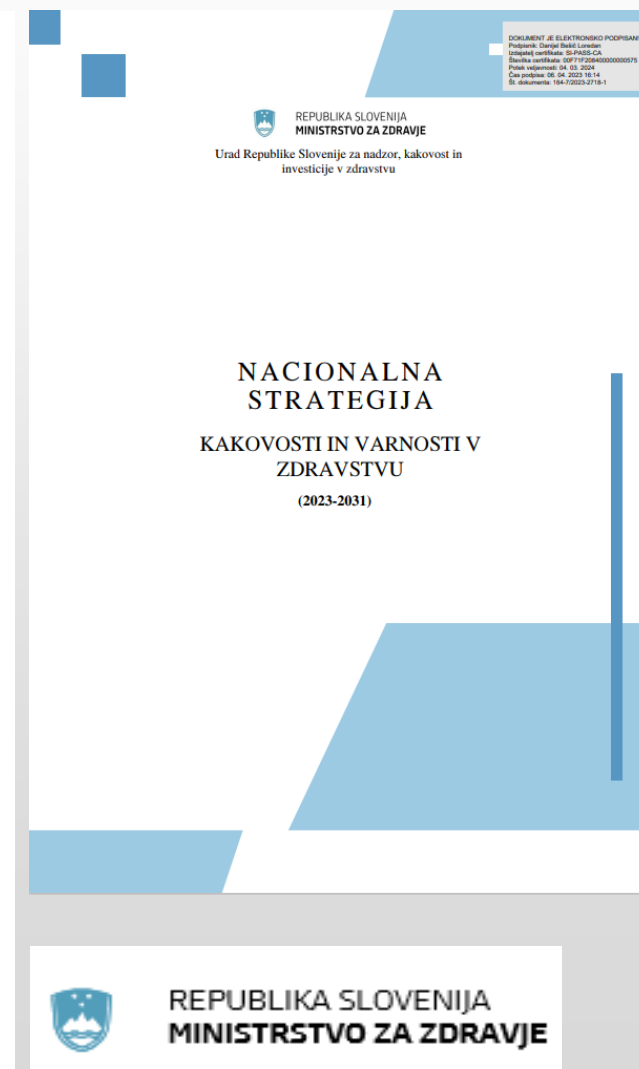 DOKUMENT JE ELEKTRONSKO PODPISAN!
Podpisnik: Danijel Bešič Loredan
Izdajatelj certifikata: SI-PASS-CA
Številka certifikata: 00F71F208400000000575
Potek veljavnosti: 04. 03. 2024
Čas podpisa: 06. 04. 2023 16:14
Št. dokumenta: 164-7/2023-2718-1
REPUBLIKA SLOVENIJA
MINISTRSTVO ZA ZDRAVJE
Urad Republike Slovenije za nadzor, kakovost in
investicije v zdravstvu
NACIONALNA
STRATEGIJA
KAKOVOSTI IN VARNOSTI V
ZDRAVSTVU
(2023-2031)
REPUBLIKA SLOVENIJA
MINISTRSTVO ZA ZDRAVJE